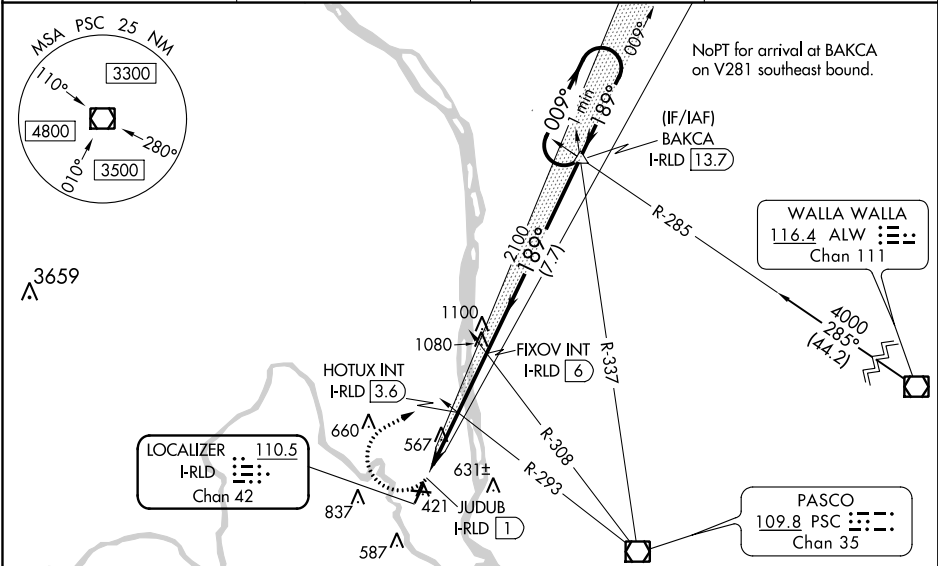 MSA PSC 25 NM
110°
3300
4800
280°
010°
3500
NoPT for arrival at BAKCA
on V281 southeast bound.
009°
009°
1 min
189°
(IF/IAF)
BAKCA
I-RLD 13.7
R-285
WALLA WALLA
116.4 ALW
Chan 111
4000
285°
(44.2)
2100
189°
(7.7)
3659
1100
1080
FIXOV INT
I-RLD 6
R-337
HOTUX INT
I-RLD 3.6
660
567
R-308
R-293
LOCALIZER 110.5
I-RLD
Chan 42
631±
837
421
JUDUB
I-RLD 1
587
PASCO
109.8 PSC
Chan 35